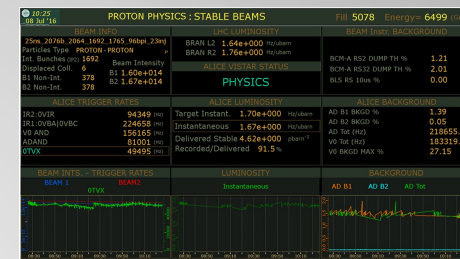 10:25
08 Jul '16
PROTON PHYSICS : STABLE BEAMS
Fill 5078 Energy= 6499
BEAM INFO
25ns_2076b_2064_1692_1765_96bpi_23inj
Particles Type PROTON - PROTON
Int. Bunches (IP2) 1692
Displaced Coll. 6
Beam Intensity
B1 Non-Int. 378
B1 1.60e+014
B2 Non-Int. 378
B2 1.67e+014
LHC LUMINOSITY
BRAN L2 1.64e+000 Hz/ubarn
BRAN R2 1.76e+000 Hz/ubarn
ALICE VISTAR STATUS
PHYSICS
BEAM Instr. BACKGROUND
BCM-A RS2 DUMP TH % 1.21
BCM-A RS32 DUMP TH % 2.01
BLS RS 10us % 0.00
ALICE TRIGGER RATES
IR2:0VIR 94349 (Hz)
IR1:0VBA|0VBC 224658 (Hz)
V0 AND 156165 (Hz)
ADAND 81001 (Hz)
0TVX 49495 (Hz)
ALICE LUMINOSITY
Target Instant. 1.70e+000 Hz/ubarn
Instantaneous 1.67e+000 Hz/ubarn
Delivered Stable 4.62e+000 pbarn-1
Recorded/Delivered 91.5 %
ALICE BACKGROUND
AD B1 BKGD % 1.39
AD B2 BKGD % 0.05
AD Tot (Hz) 218655.
V0 Tot (Hz) 183319.
V0 BKGD MAX % 27.15
BEAM INTS. - TRIGGER RATES
BEAM 1 BEAM2
0TVX
LUMINOSITY
Instantaneous
BACKGROUND
AD B1 AD B2 AD Tot